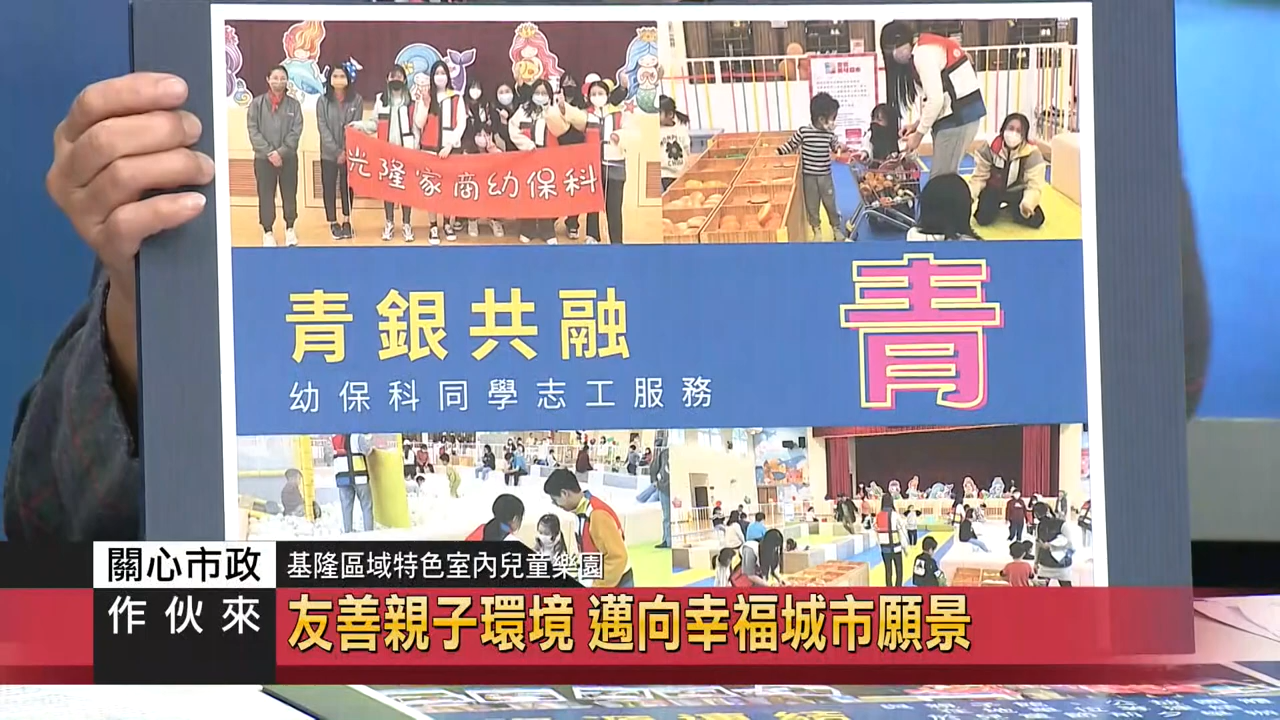 光隆家商幼保科
青銀共融
幼保科同學志工服務
青
關心市政
作伙來
基隆區域特色室內兒童樂園
友善親子環境 邁向幸福城市願景